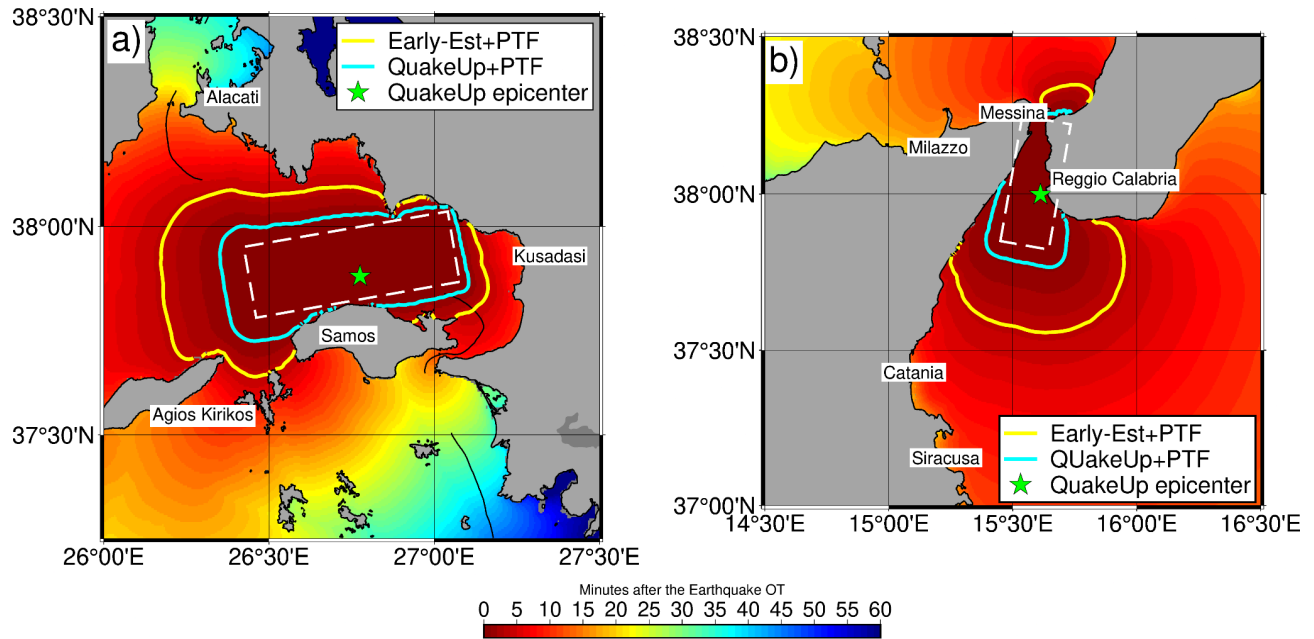 a)
38°30'N
38°00'N
37°30'N
26°00'E
26°30'E
27°00'E
27°30'E
Early-Est+PTF
QuakeUp+PTF
QuakeUp epicenter
Alacati
Kusadasi
Samos
Agios Kirikos
b)
38°30'N
38°00'N
37°30'N
37°00'N
14°30'E
15°00'E
15°30'E
16°00'E
16°30'E
Messina
Milazzo
Reggio Calabria
Catania
Siracusa
Early-Est+PTF
QUakeUp+PTF
QuakeUp epicenter
Minutes after the Earthquake OT
0 5 10 15 20 25 30 35 40 45 50 55 60